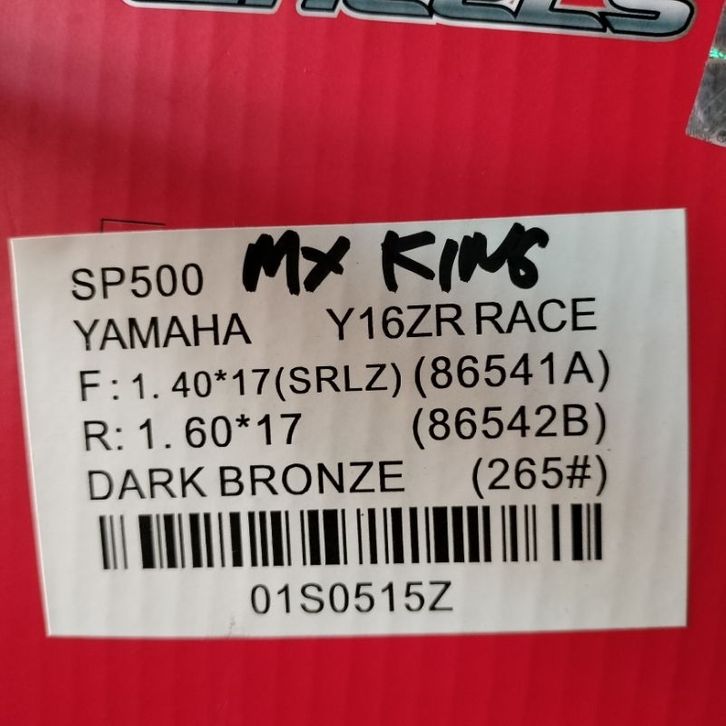 SP500 MX KING
YAMAHA Y16ZR RACE
F: 1. 40*17(SRLZ) (86541A)
R: 1. 60*17 (86542B)
DARK BRONZE (265#)
01S0515Z